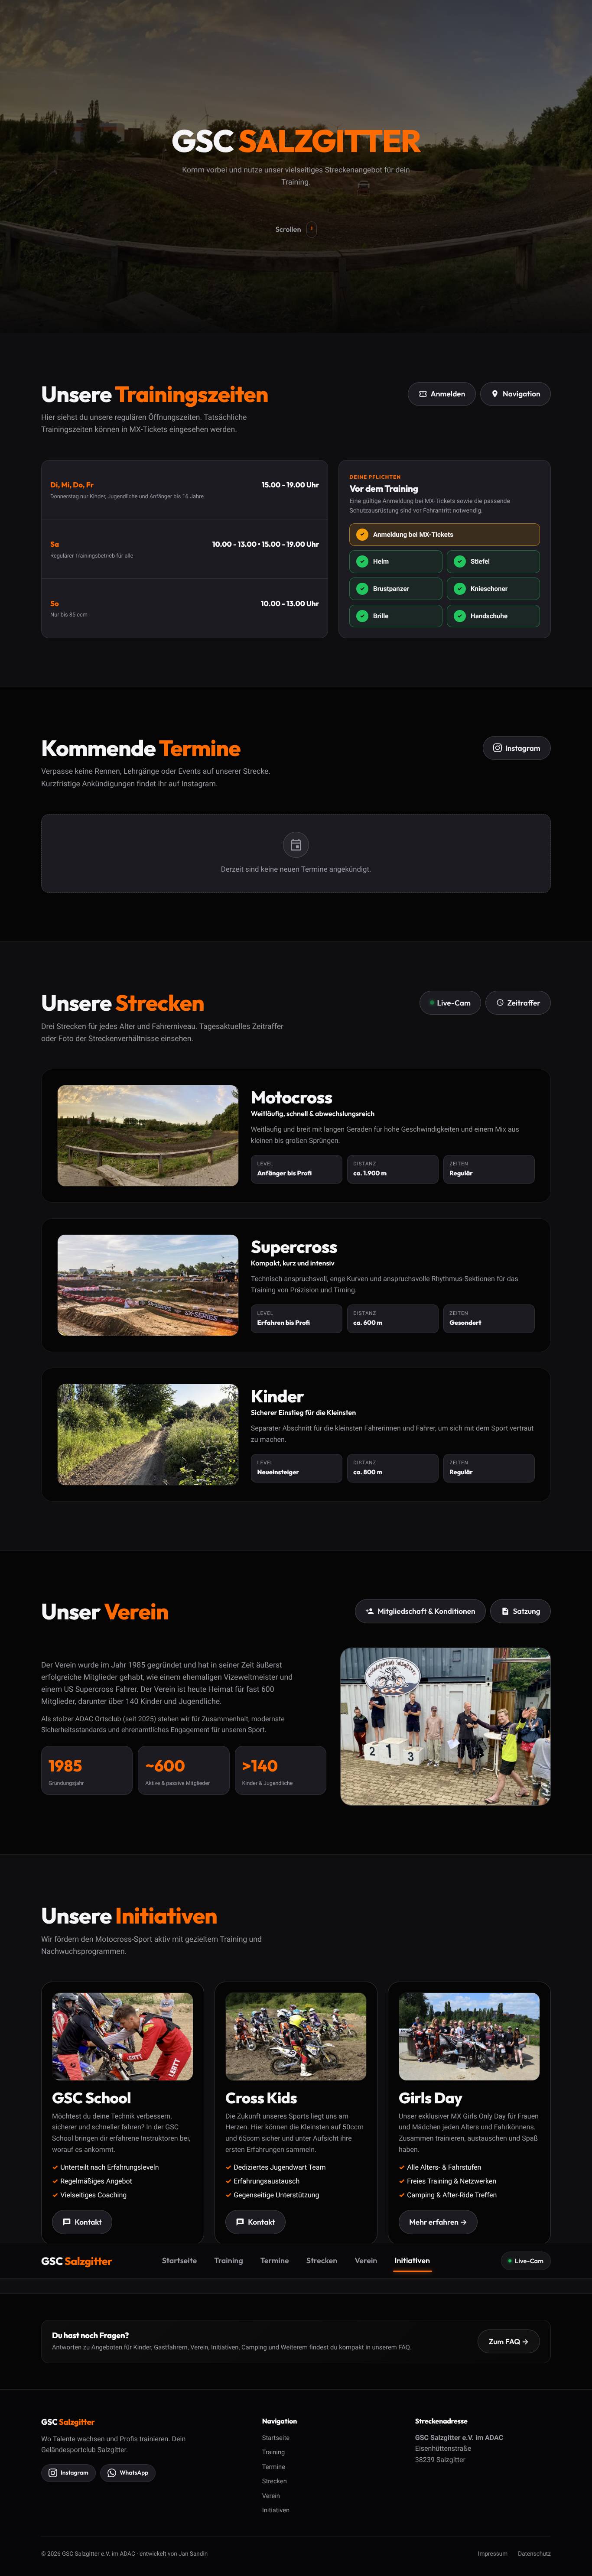 GSC SALZGITTER
Komm vorbei und nutze unser vielseitiges Streckenangebot für dein
Training.
Scrollen
Unsere Trainingszeiten
Anmelden
Navigation
Hier siehst du unsere regulären Öffnungszeiten. Tatsächliche
Trainingszeiten können in MX-Tickets eingesehen werden.
Di, Mi, Do, Fr
15.00 - 19.00 Uhr
Donnerstag nur Kinder, Jugendliche und Anfänger bis 16 Jahre
Sa
10.00 - 13.00 • 15.00 - 19.00 Uhr
Regulärer Trainingsbetrieb für alle
So
10.00 - 13.00 Uhr
Nur bis 85 ccm
DEINE PFLICHTEN
Vor dem Training
Eine gültige Anmeldung bei MX-Tickets sowie die passende
Schutzausrüstung sind vor Fahrantritt notwendig.
Anmeldung bei MX-Tickets
Helm
Stiefel
Brustpanzer
Knieschoner
Brille
Handschuhe
Kommende Termine
Instagram
Verpasse keine Rennen, Lehrgänge oder Events auf unserer Strecke.
Kurzfristige Ankündigungen findet ihr auf Instagram.
Derzeit sind keine neuen Termine angekündigt.
Unsere Strecken
Live-Cam
Zeitraffer
Drei Strecken für jedes Alter und Fahrerniveau. Tagesaktuelles Zeitraffer
oder Foto der Streckenverhältnisse einsehen.
Motocross
Weitläufig, schnell & abwechslungsreich
Weitläufig und breit mit langen Geraden für hohe Geschwindigkeiten und einem Mix aus
kleinen bis großen Sprüngen.
LEVEL
Anfänger bis Profi
DISTANZ
ca. 1.900 m
ZEITEN
Regulär
Supercross
Kompakt, kurz und intensiv
Technisch anspruchsvoll, enge Kurven und anspruchsvolle Rhythmus-Sektionen für das
Training von Präzision und Timing.
LEVEL
Erfahren bis Profi
DISTANZ
ca. 600 m
ZEITEN
Gesondert
Kinder
Sicherer Einstieg für die Kleinsten
Separater Abschnitt für die kleinsten Fahrerinnen und Fahrer, um sich mit dem Sport vertraut
zu machen.
LEVEL
Neueinsteiger
DISTANZ
ca. 800 m
ZEITEN
Regulär
Unser Verein
Mitgliedschaft & Konditionen
Satzung
Der Verein wurde im Jahr 1985 gegründet und hat in seiner Zeit äußerst
erfolgreiche Mitglieder gehabt, wie einem ehemaligen Vizeweltmeister und
einem US Supercross Fahrer. Der Verein ist heute Heimat für fast 600
Mitglieder, darunter über 140 Kinder und Jugendliche.
Als stolzer ADAC Ortsclub (seit 2025) stehen wir für Zusammenhalt, modernste
Sicherheitsstandards und ehrenamtliches Engagement für unseren Sport.
1985
Gründungsjahr
~600
Aktive & passive Mitglieder
>140
Kinder & Jugendliche
2 1 3
Unsere Initiativen
Wir fördern den Motocross-Sport aktiv mit gezieltem Training und
Nachwuchsprogrammen.
GSC School
Möchtest du deine Technik verbessern,
sicherer und schneller fahren? In der GSC
School bringen dir erfahrene Instruktoren bei,
worauf es ankommt.
Unterteilt nach Erfahrungsleveln
Regelmäßiges Angebot
Vielseitiges Coaching
Kontakt
Cross Kids
Die Zukunft unseres Sports liegt uns am
Herzen. Hier können die Kleinsten auf 50ccm
und 65ccm sicher und unter Aufsicht ihre
ersten Erfahrungen sammeln.
Dediziertes Jugendwart Team
Erfahrungsaustausch
Gegenseitige Unterstützung
Kontakt
Girls Day
Unser exklusiver MX Girls Only Day für Frauen
und Mädchen jeden Alters und Fahrkönnens.
Zusammen trainieren, austauschen und Spaß
haben.
Alle Alters- & Fahrstufen
Freies Training & Netzwerken
Camping & After-Ride Treffen
Mehr erfahren →
GSC Salzgitter
Startseite
Training
Termine
Strecken
Verein
Initiativen
Live-Cam
Du hast noch Fragen?
Antworten zu Angeboten für Kinder, Gastfahrern, Verein, Initiativen, Camping und Weiterem findest du kompakt in unserem FAQ.
Zum FAQ →
GSC Salzgitter
Wo Talente wachsen und Profis trainieren. Dein
Geländesportclub Salzgitter.
Instagram
WhatsApp
Navigation
Startseite
Training
Termine
Strecken
Verein
Initiativen
Streckenadresse
GSC Salzgitter e.V. im ADAC
Eisenhüttenstraße
38239 Salzgitter
© 2026 GSC Salzgitter e.V. im ADAC · entwickelt von Jan Sandin
Impressum
Datenschutz